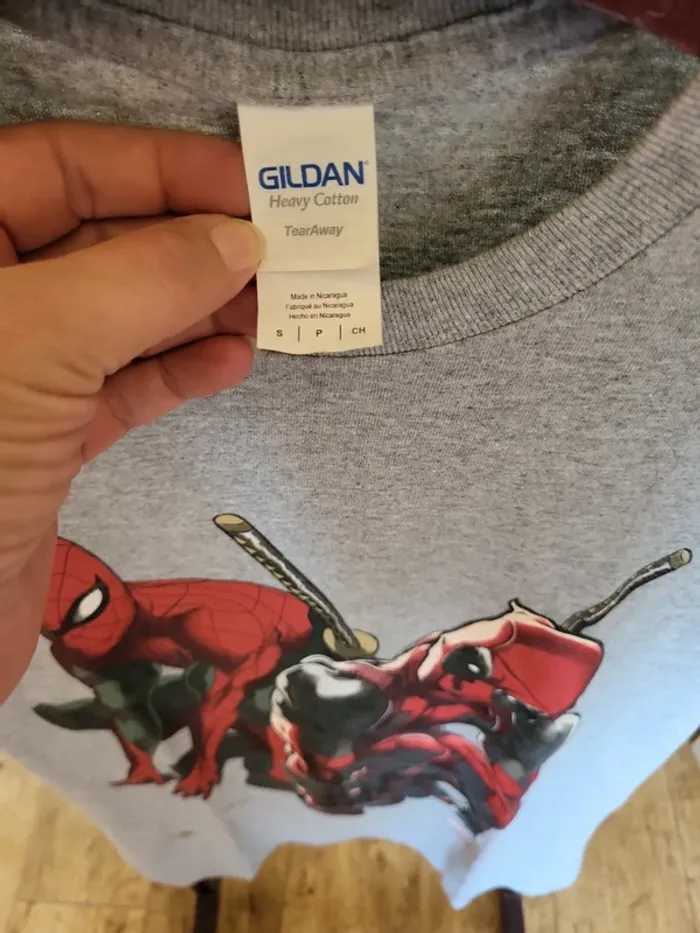 GILDAN®
Heavy Cotton
TearAway
Made in Nicaragua
Fabriqué au Nicaragua
Hecho en Nicaragua
S | P | CH